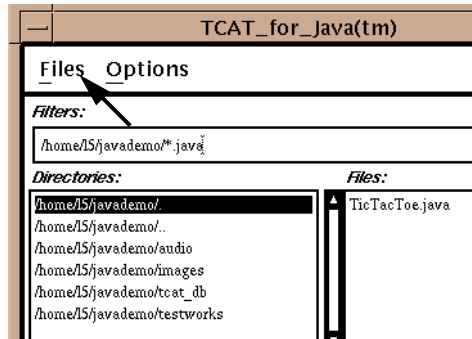 TCAT_for_Java(tm)
Files Options
Filters:
/home/l5/javademo/*.java
Directories: Files:
/home/l5/javademo/. TicTacToe.java
/home/l5/javademo/..
/home/l5/javademo/audio
/home/l5/javademo/images
/home/l5/javademo/tcat_db
/home/l5/javademo/testworks